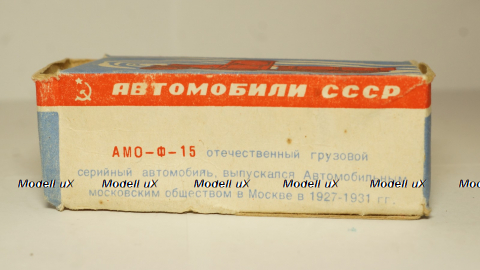 АВТОМОБИЛИ СССР
АМО-Ф-15 отечественный грузовой
серийный автомобиль, выпускался Автомобильным
Modell uX Modell uX Modell uX Modell uX Modell uX
московским обществом в Москве в 1927-1931 гг.